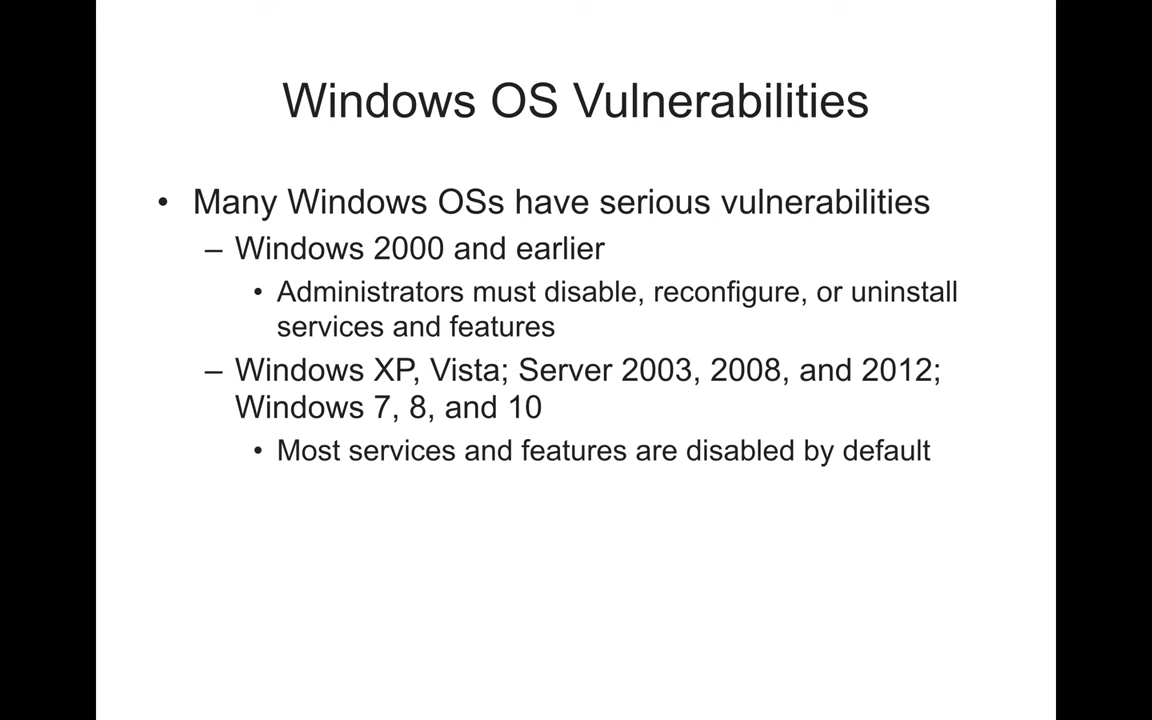 Windows OS Vulnerabilities
• Many Windows OSs have serious vulnerabilities
– Windows 2000 and earlier
• Administrators must disable, reconfigure, or uninstall
services and features
– Windows XP, Vista; Server 2003, 2008, and 2012;
Windows 7, 8, and 10
• Most services and features are disabled by default